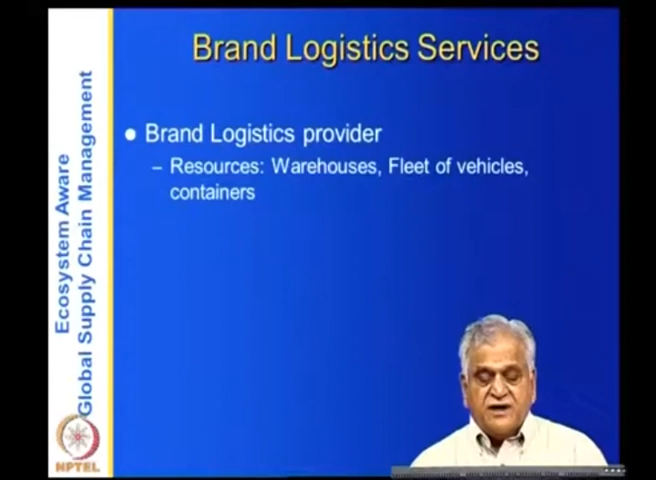 Brand Logistics Services
Brand Logistics provider
– Resources: Warehouses, Fleet of vehicles,
containers
Ecosystem Aware
Global Supply Chain Management
NPTEL